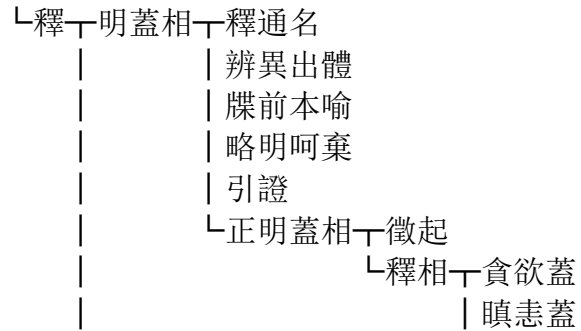 └釋┬明蓋相┬釋通名
│ │辨異出體
│ │牒前本喻
│ │略明呵棄
│ │引證
│ └正明蓋相┬徵起
│ └釋相┬貪欲蓋
│ │瞋恚蓋